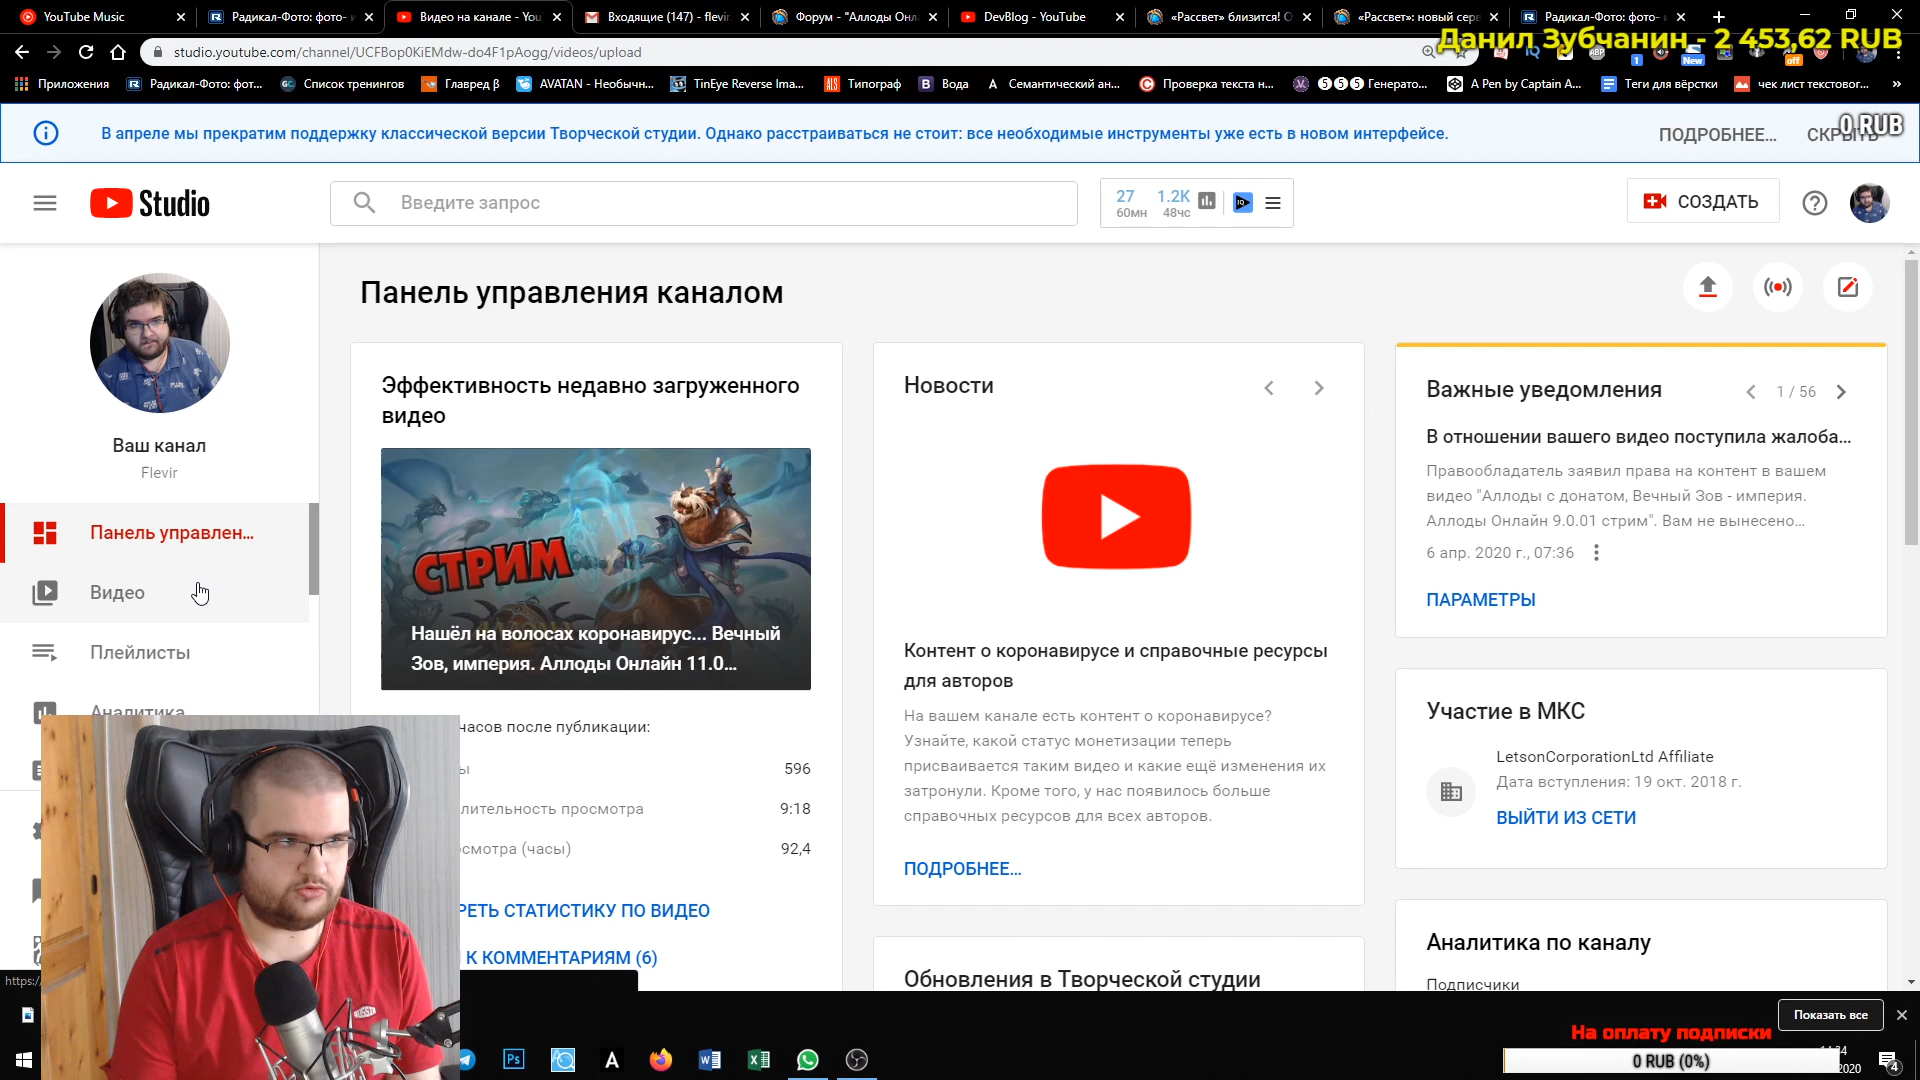 YouTube Music
Радикал-Фото: фото-
Видео на канале - You
Входящие (147) - flevir
Форум - "Аллоды Онл
DevBlog - YouTube
«Рассвет» близится! О
«Рассвет»: новый сер
Радикал-Фото: фото-
studio.youtube.com/channel/UCFBop0KiEMdw-do4F1pAogg/videos/upload
Данил Зубчанин - 2 453,62 RUB
Приложения
Радикал-Фото: фот...
Список тренингов
Главред β
AVATAN - Необычн...
TinEye Reverse Ima...
Типограф
Вода
Семантический ан...
Проверка текста н...
5 5 5 Генерато...
A Pen by Captain A...
Теги для вёрстки
чек лист текстовог...
В апреле мы прекратим поддержку классической версии Творческой студии. Однако расстраиваться не стоит: все необходимые инструменты уже есть в новом интерфейсе.
ПОДРОБНЕЕ...
СКРЫТЬ
0 RUB
Studio
Введите запрос
27
60мн
1.2K
48чс
СОЗДАТЬ
Ваш канал
Flevir
Панель управлен...
Видео
Плейлисты
Аналитика
Панель управления каналом
Эффективность недавно загруженного
видео
СТРИМ
Нашёл на волосах коронавирус... Вечный
Зов, империя. Аллоды Онлайн 11.0...
часов после публикации:
596
9:18
92,4
СТАТИСТИКУ ПО ВИДЕО
К КОММЕНТАРИЯМ (6)
Новости
Контент о коронавирусе и справочные ресурсы
для авторов
На вашем канале есть контент о коронавирусе?
Узнайте, какой статус монетизации теперь
присваивается таким видео и какие ещё изменения их
затронули. Кроме того, у нас появилось больше
справочных ресурсов для всех авторов.
ПОДРОБНЕЕ...
Обновления в Творческой студии
Важные уведомления
1 / 56
В отношении вашего видео поступила жалоба...
Правообладатель заявил права на контент в вашем
видео "Аллоды с донатом, Вечный Зов - империя.
Аллоды Онлайн 9.0.01 стрим". Вам не вынесено...
6 апр. 2020 г., 07:36
ПАРАМЕТРЫ
Участие в МКС
LetsonCorporationLtd Affiliate
Дата вступления: 19 окт. 2018 г.
ВЫЙТИ ИЗ СЕТИ
Аналитика по каналу
Подписчики
https:/
Показать все
На оплату подписки
0 RUB (0%)
2020